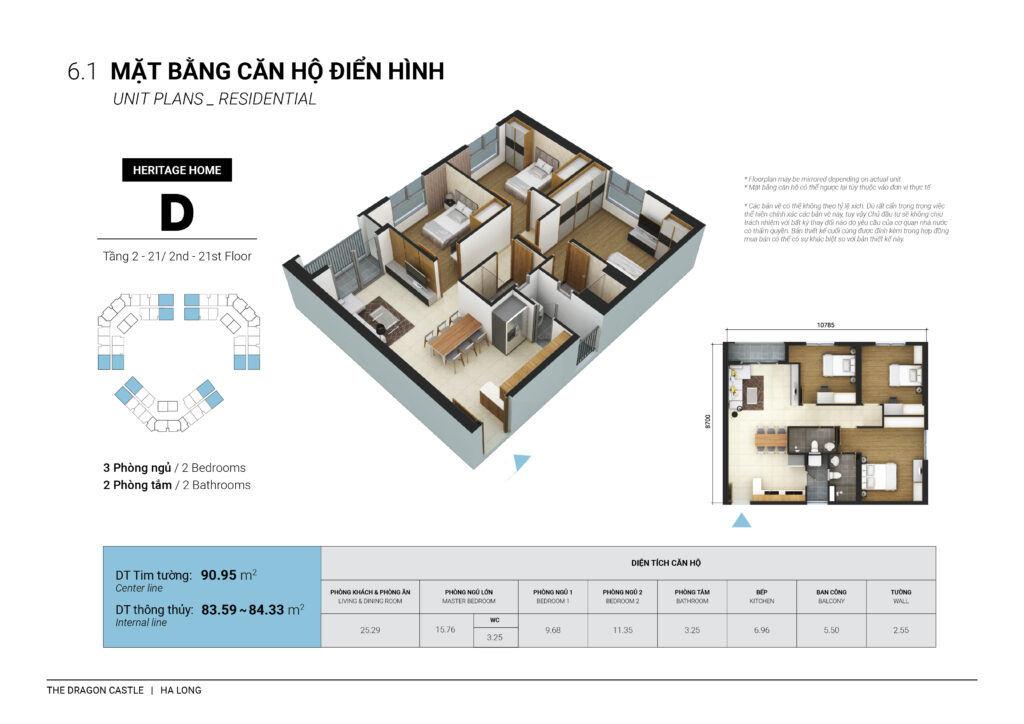 6.1 MẶT BẰNG CĂN HỘ ĐIỂN HÌNH
UNIT PLANS _ RESIDENTIAL
HERITAGE HOME
D
Tầng 2 - 21/ 2nd - 21st Floor
3 Phòng ngủ / 2 Bedrooms
2 Phòng tắm / 2 Bathrooms
* Floorplan may be mirrored depending on actual unit
* Mặt bằng căn hộ có thể ngược lại tùy thuộc vào đơn vị thực tế
* Các bản vẽ có thể không theo tỷ lệ xích. Dù rất cẩn trọng trong việc
thể hiện chính xác các bản vẽ này, tuy vậy Chủ đầu tư sẽ không chịu
trách nhiệm với bất kỳ thay đổi nào do yêu cầu của cơ quan nhà nước
có thẩm quyền. Bản thiết kế cuối cùng được đính kèm trong hợp đồng
mua bán có thể có sự khác biệt so với bản thiết kế này.
10785
8700
DT Tim tường: 90.95 m²
Center line
DT thông thủy: 83.59 ~ 84.33 m²
Internal line
DIỆN TÍCH CĂN HỘ
PHÒNG KHÁCH & PHÒNG ĂN PHÒNG NGỦ LỚN PHÒNG NGỦ 1 PHÒNG NGỦ 2 PHÒNG TẮM BẾP BAN CÔNG TƯỜNG
LIVING & DINING ROOM MASTER BEDROOM BEDROOM 1 BEDROOM 2 BATHROOM KITCHEN BALCONY WALL
WC
25.29 15.76 3.25 9.68 11.35 3.25 6.96 5.50 2.55
THE DRAGON CASTLE | HA LONG